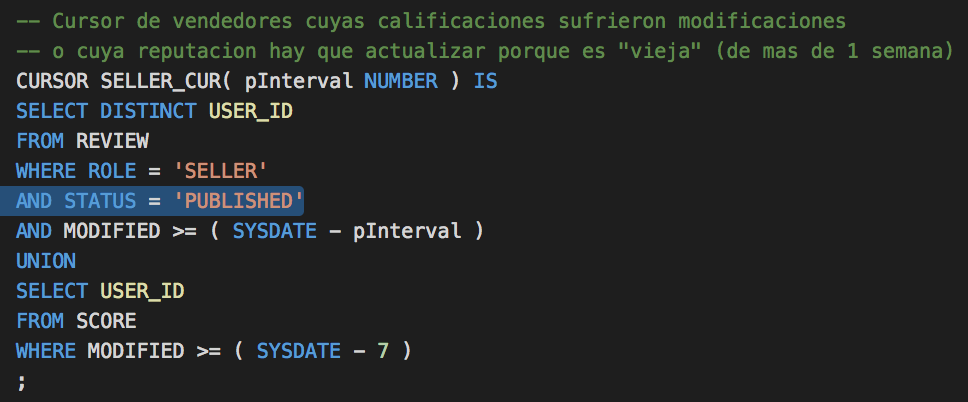 -- Cursor de vendedores cuyas calificaciones sufrieron modificaciones
-- o cuya reputacion hay que actualizar porque es "vieja" (de mas de 1 semana)
CURSOR SELLER_CUR( pInterval NUMBER ) IS
SELECT DISTINCT USER_ID
FROM REVIEW
WHERE ROLE = 'SELLER'
AND STATUS = 'PUBLISHED'
AND MODIFIED >= ( SYSDATE - pInterval )
UNION
SELECT USER_ID
FROM SCORE
WHERE MODIFIED >= ( SYSDATE - 7 )
;